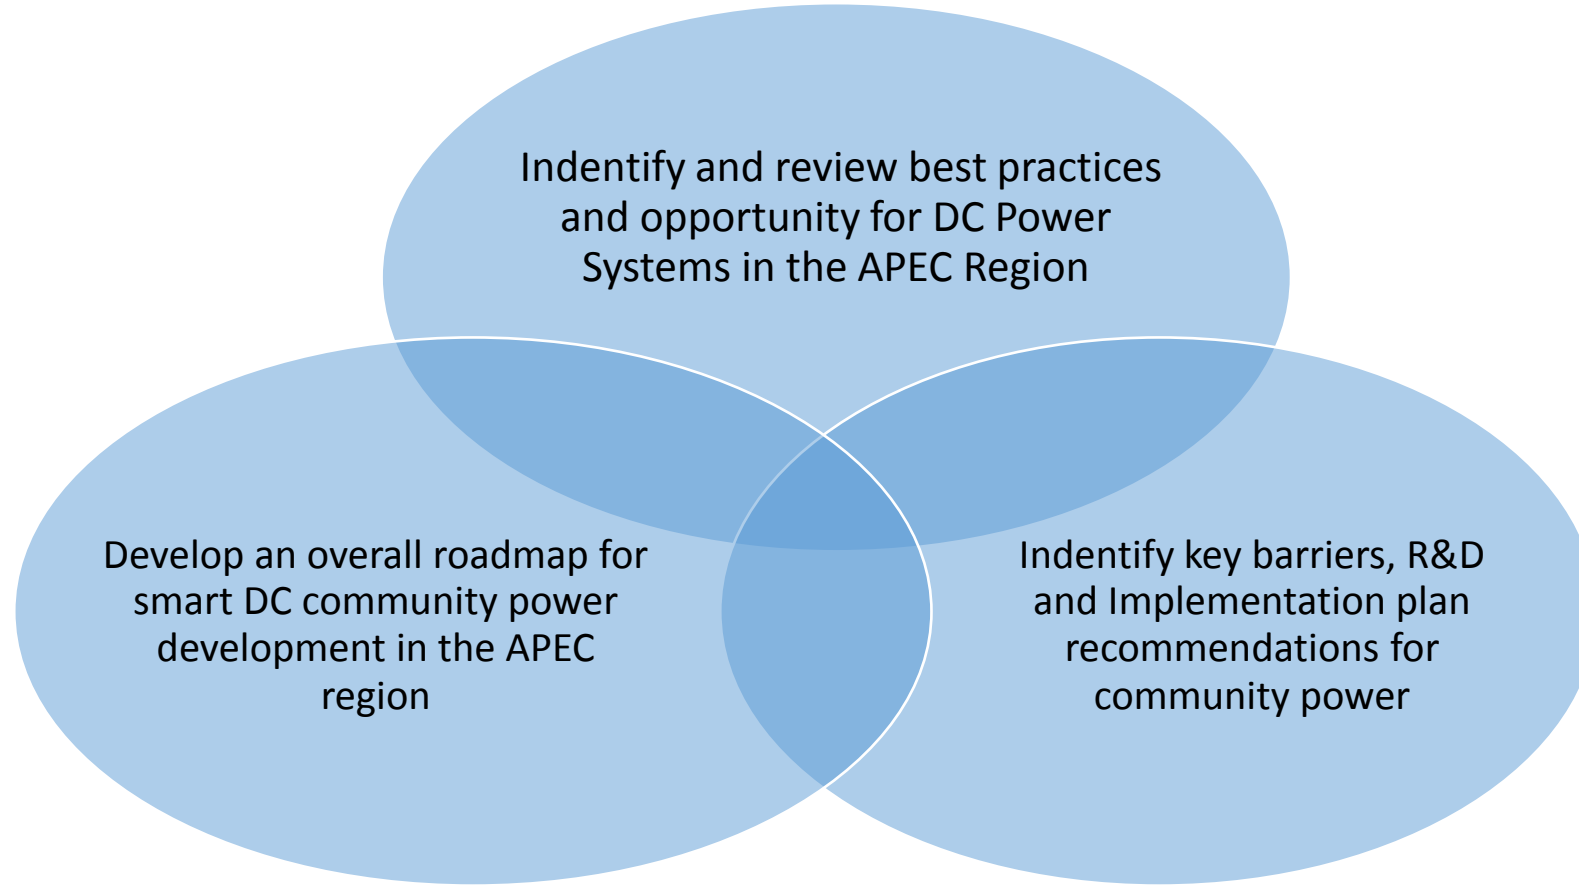 Indentify and review best practices
and opportunity for DC Power
Systems in the APEC Region
Develop an overall roadmap for
smart DC community power
development in the APEC
region
Indentify key barriers, R&D
and Implementation plan
recommendations for
community power